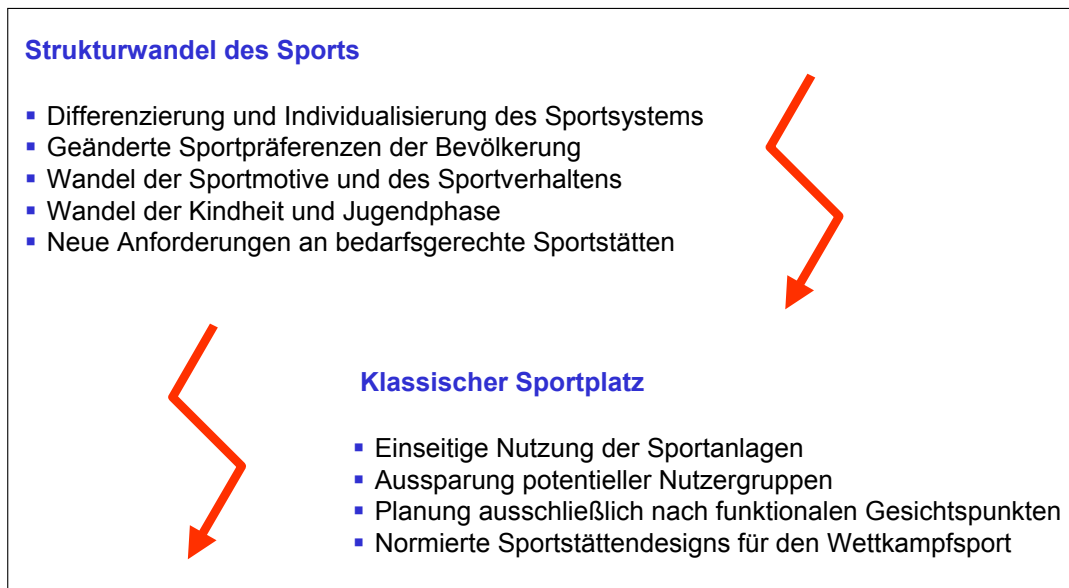 Strukturwandel des Sports
▪ Differenzierung und Individualisierung des Sportsystems
▪ Geänderte Sportpräferenzen der Bevölkerung
▪ Wandel der Sportmotive und des Sportverhaltens
▪ Wandel der Kindheit und Jugendphase
▪ Neue Anforderungen an bedarfsgerechte Sportstätten
Klassischer Sportplatz
▪ Einseitige Nutzung der Sportanlagen
▪ Aussparung potentieller Nutzergruppen
▪ Planung ausschließlich nach funktionalen Gesichtspunkten
▪ Normierte Sportstättendesigns für den Wettkampfsport